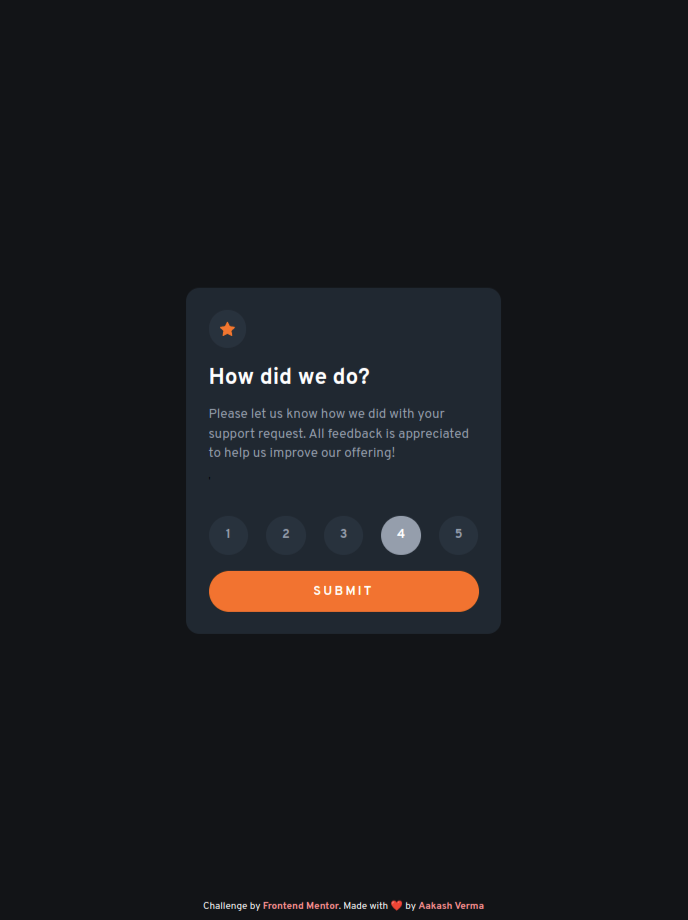 How did we do?
Please let us know how we did with your
support request. All feedback is appreciated
to help us improve our offering!
.
1 2 3 4 5
SUBMIT
Challenge by Frontend Mentor. Made with ❤️ by Aakash Verma